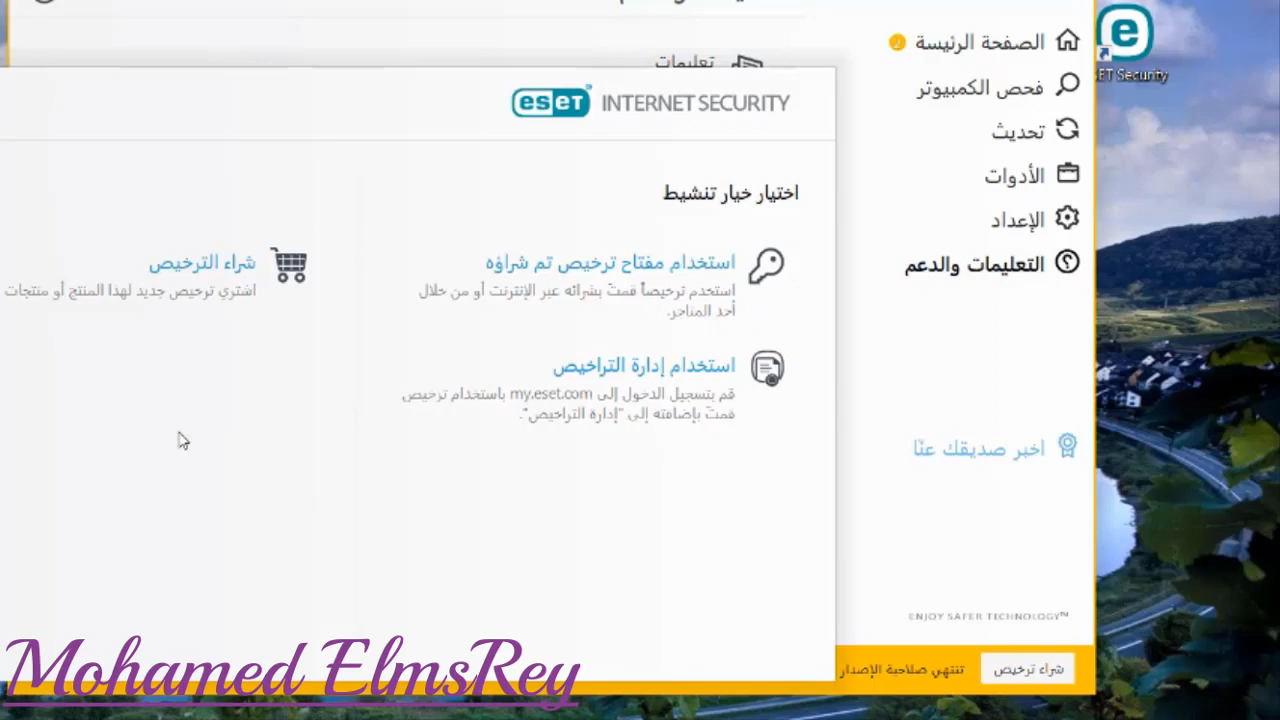 الصفحة الرئيسة
فحص الكمبيوتر
تحديث
الأدوات
الإعداد
التعليمات والدعم
اخبر صديقك عنّا
ENJOY SAFER TECHNOLOGY™
شراء ترخيص
تنتهي صلاحية الإصدار
تعليمات
eset INTERNET SECURITY
اختيار خيار تنشيط
استخدام مفتاح ترخيص تم شراؤه
استخدم ترخيصاً قمتَ بشرائه عبر الإنترنت أو من خلال
أحد المتاجر.
استخدام إدارة التراخيص
قم بتسجيل الدخول إلى my.eset.com باستخدام ترخيص
قمتَ بإضافته إلى "إدارة التراخيص".
شراء الترخيص
اشتري ترخيص جديد لهذا المنتج أو منتجات
ET Security
Mohamed ElmsRey